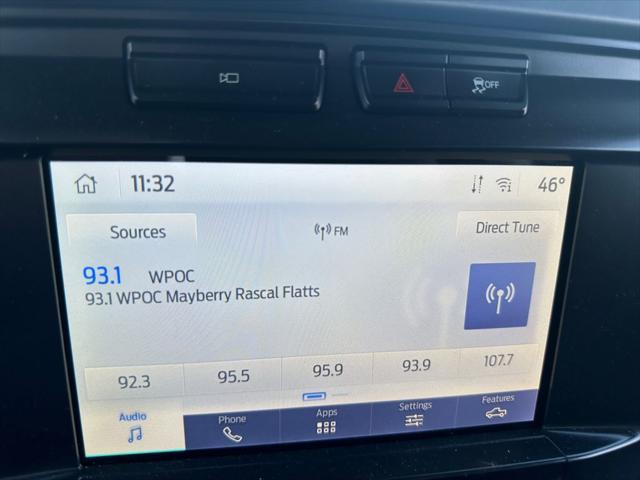 OFF
11:32 46°
Sources FM Direct Tune
93.1 WPOC
93.1 WPOC Mayberry Rascal Flatts
92.3 95.5 95.9 93.9 107.7
Audio Phone Apps Settings Features